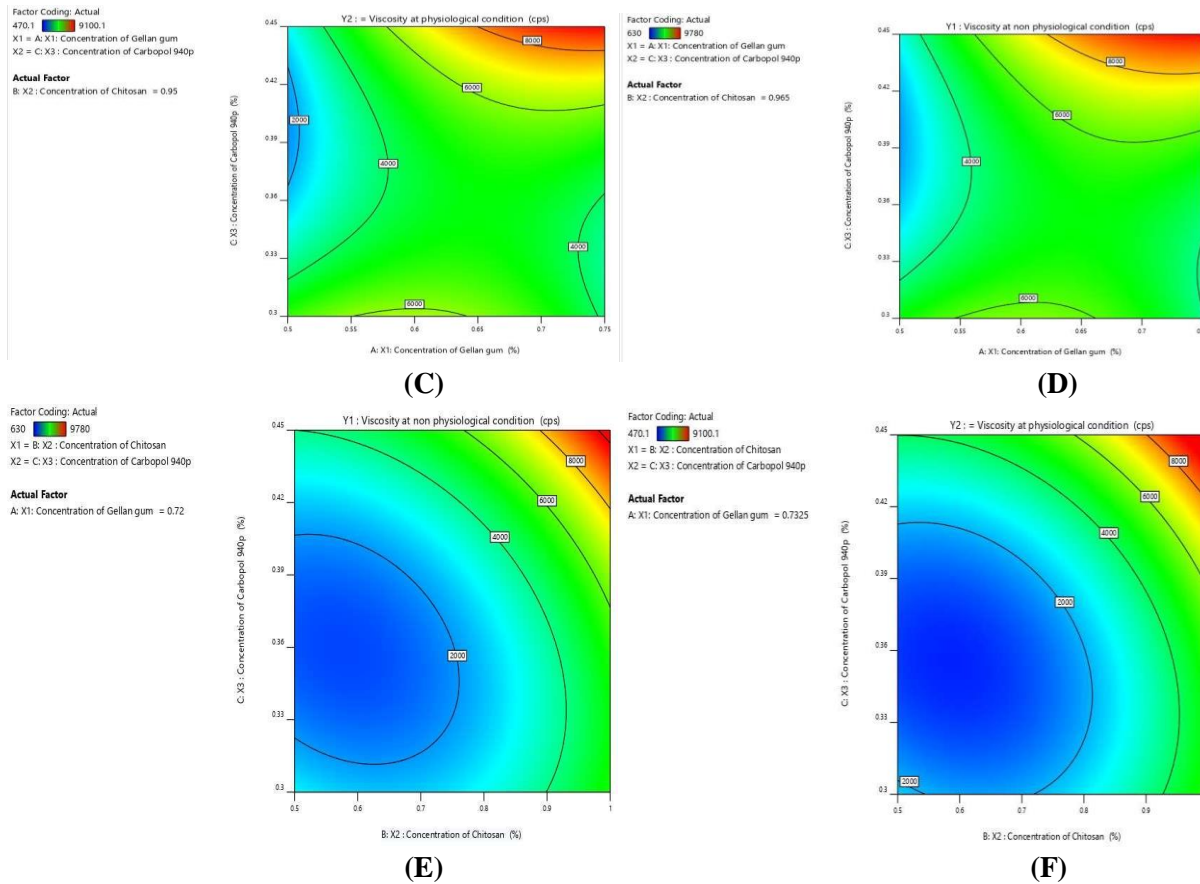 Factor Coding: Actual
470.1 9100.1
X1 = A: X1: Concentration of Gellan gum
X2 = C: X3 : Concentration of Carbopol 940p
Actual Factor
B: X2 : Concentration of Chitosan = 0.95
Y2 : = Viscosity at physiological condition (cps)
C: X3 : Concentration of Carbopol 940p (%)
0.45
0.42
0.39
0.36
0.33
0.3
8000
6000
2000
4000
4000
6000
0.5 0.55 0.6 0.65 0.7 0.75
A: X1: Concentration of Gellan gum (%)
(C)
Factor Coding: Actual
630 9780
X1 = A: X1: Concentration of Gellan gum
X2 = C: X3 : Concentration of Carbopol 940p
Actual Factor
B: X2 : Concentration of Chitosan = 0.965
Y1 : Viscosity at non physiological condition (cps)
C: X3 : Concentration of Carbopol 940p (%)
0.45
0.42
0.39
0.36
0.33
0.3
8000
6000
4000
6000
0.5 0.55 0.6 0.65 0.7
A: X1: Concentration of Gellan gum (%)
(D)
Factor Coding: Actual
630 9780
X1 = B: X2 : Concentration of Chitosan
X2 = C: X3 : Concentration of Carbopol 940p
Actual Factor
A: X1: Concentration of Gellan gum = 0.72
Y1 : Viscosity at non physiological condition (cps)
C: X3 : Concentration of Carbopol 940p (%)
0.45
0.42
0.39
0.36
0.33
0.3
8000
6000
4000
2000
0.5 0.6 0.7 0.8 0.9 1
B: X2 : Concentration of Chitosan (%)
(E)
Factor Coding: Actual
470.1 9100.1
X1 = B: X2 : Concentration of Chitosan
X2 = C: X3 : Concentration of Carbopol 940p
Actual Factor
A: X1: Concentration of Gellan gum = 0.7325
Y2 : = Viscosity at physiological condition (cps)
C: X3 : Concentration of Carbopol 940p (%)
0.45
0.42
0.39
0.36
0.33
0.3
8000
6000
4000
2000
2000
0.5 0.6 0.7 0.8 0.9
B: X2 : Concentration of Chitosan (%)
(F)